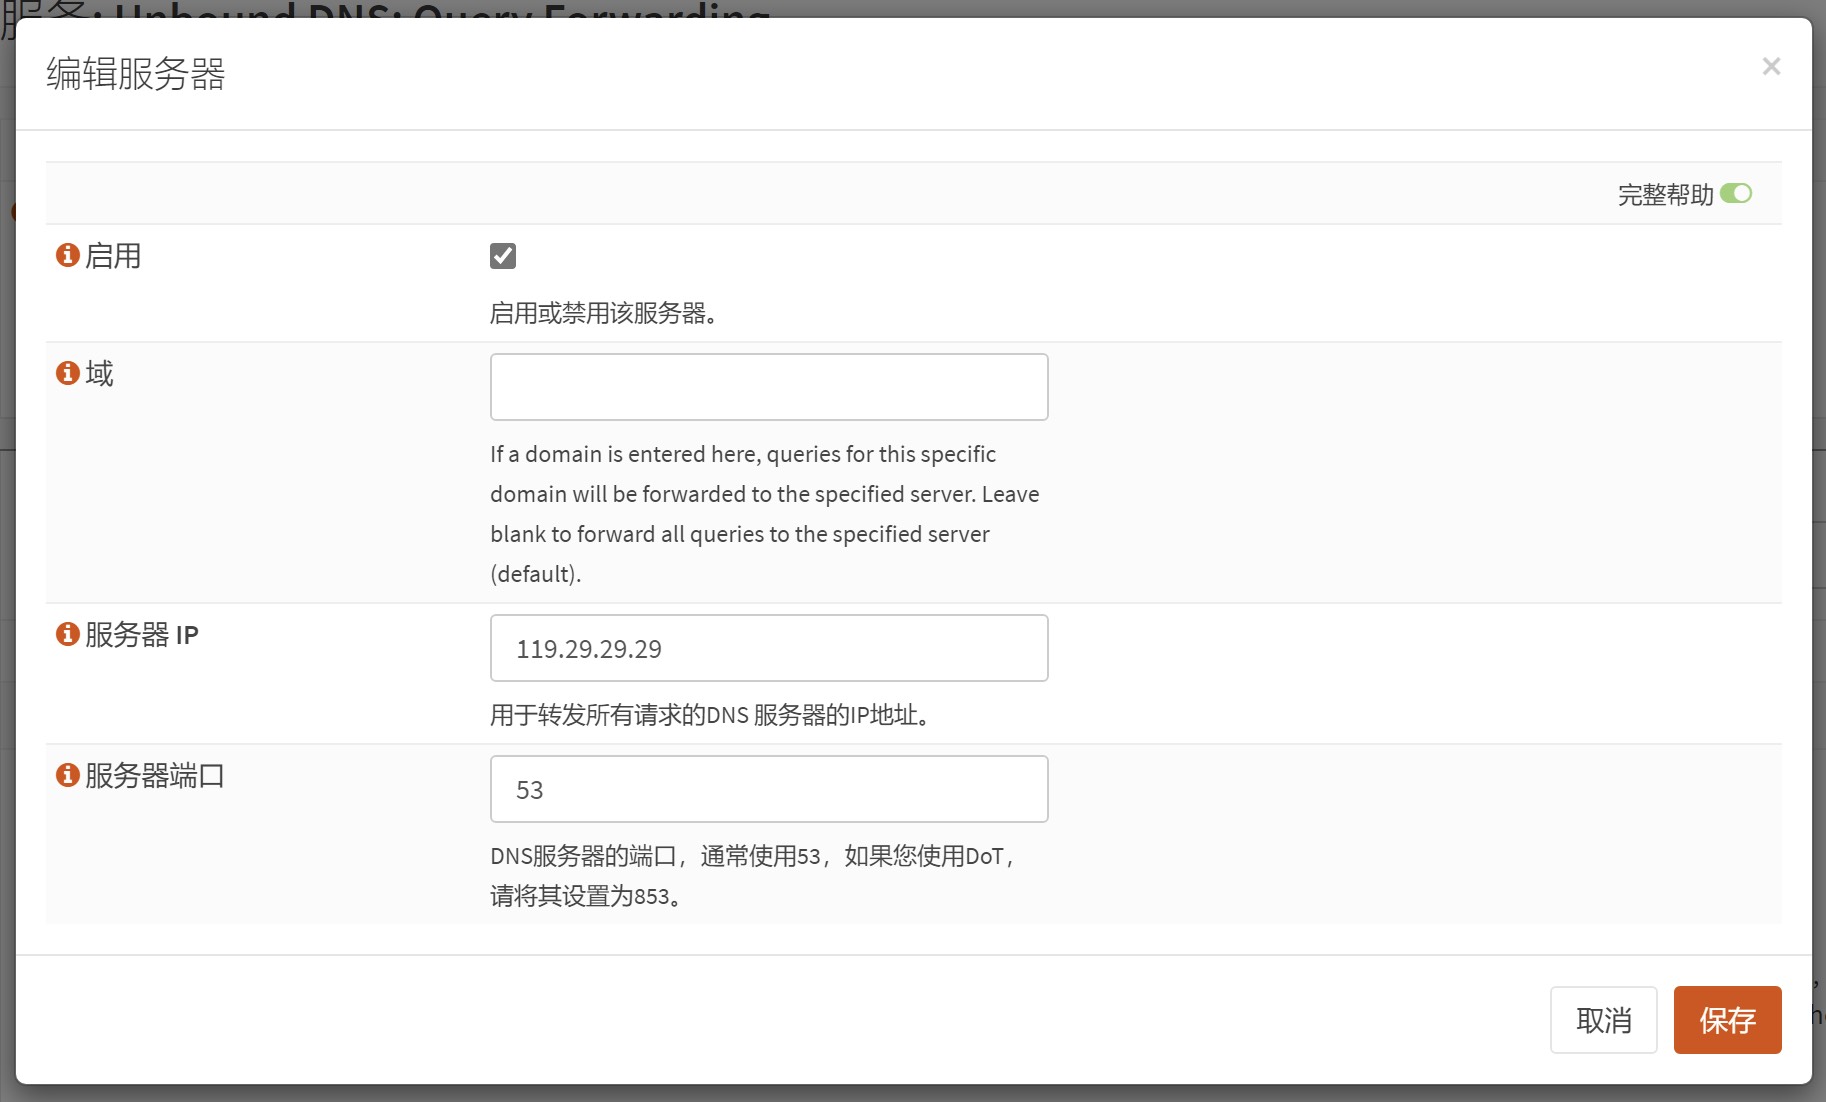 服务: Unbound DNS: Query Forwarding
编辑服务器
×
完整帮助
启用
启用或禁用该服务器。
域
If a domain is entered here, queries for this specific
domain will be forwarded to the specified server. Leave
blank to forward all queries to the specified server
(default).
服务器 IP
119.29.29.29
用于转发所有请求的DNS 服务器的IP地址。
服务器端口
53
DNS服务器的端口，通常使用53，如果您使用DoT，
请将其设置为853。
取消
保存